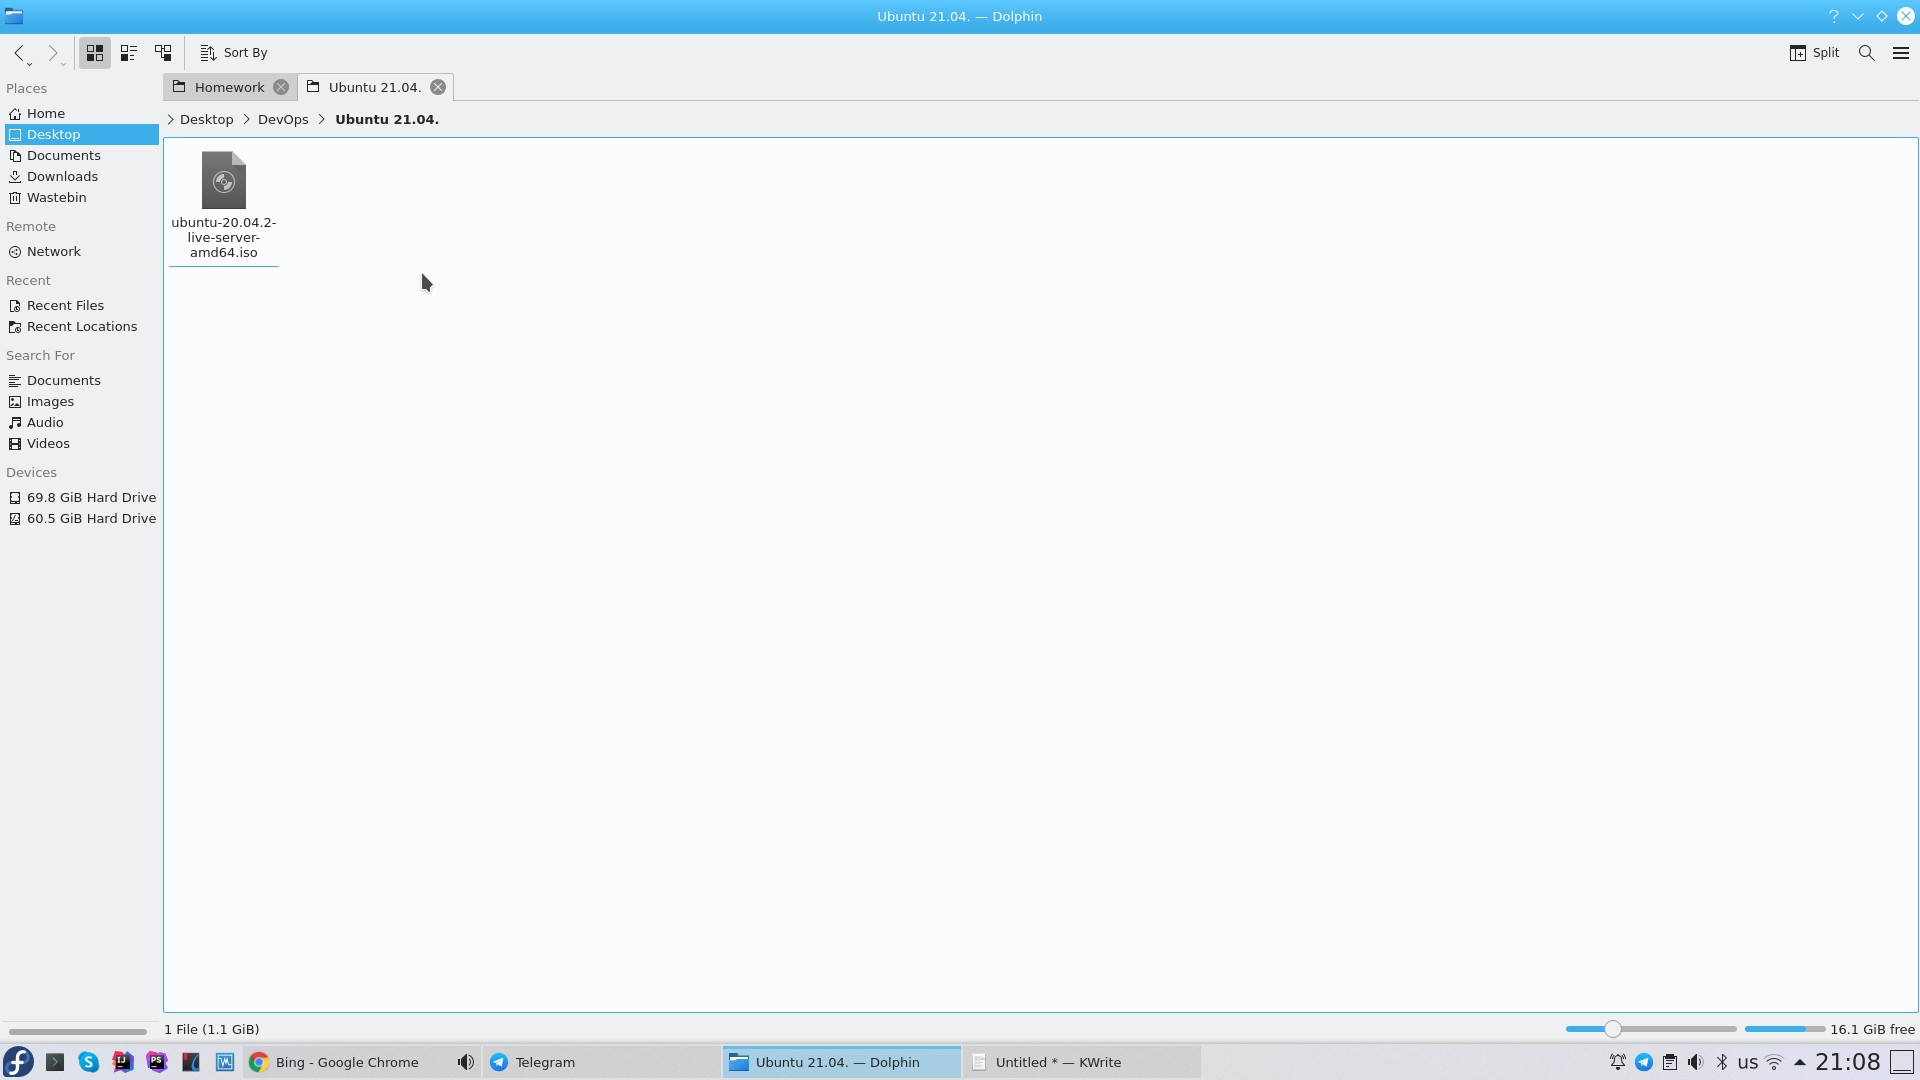 Ubuntu 21.04. — Dolphin
Sort By
Split
Places
Home
Desktop
Documents
Downloads
Wastebin
Remote
Network
Recent
Recent Files
Recent Locations
Search For
Documents
Images
Audio
Videos
Devices
69.8 GiB Hard Drive
60.5 GiB Hard Drive
Homework
Ubuntu 21.04.
Desktop
DevOps
Ubuntu 21.04.
ubuntu-20.04.2-
live-server-
amd64.iso
1 File (1.1 GiB)
16.1 GiB free
Bing - Google Chrome
Telegram
Ubuntu 21.04. — Dolphin
Untitled * — KWrite
us
21:08